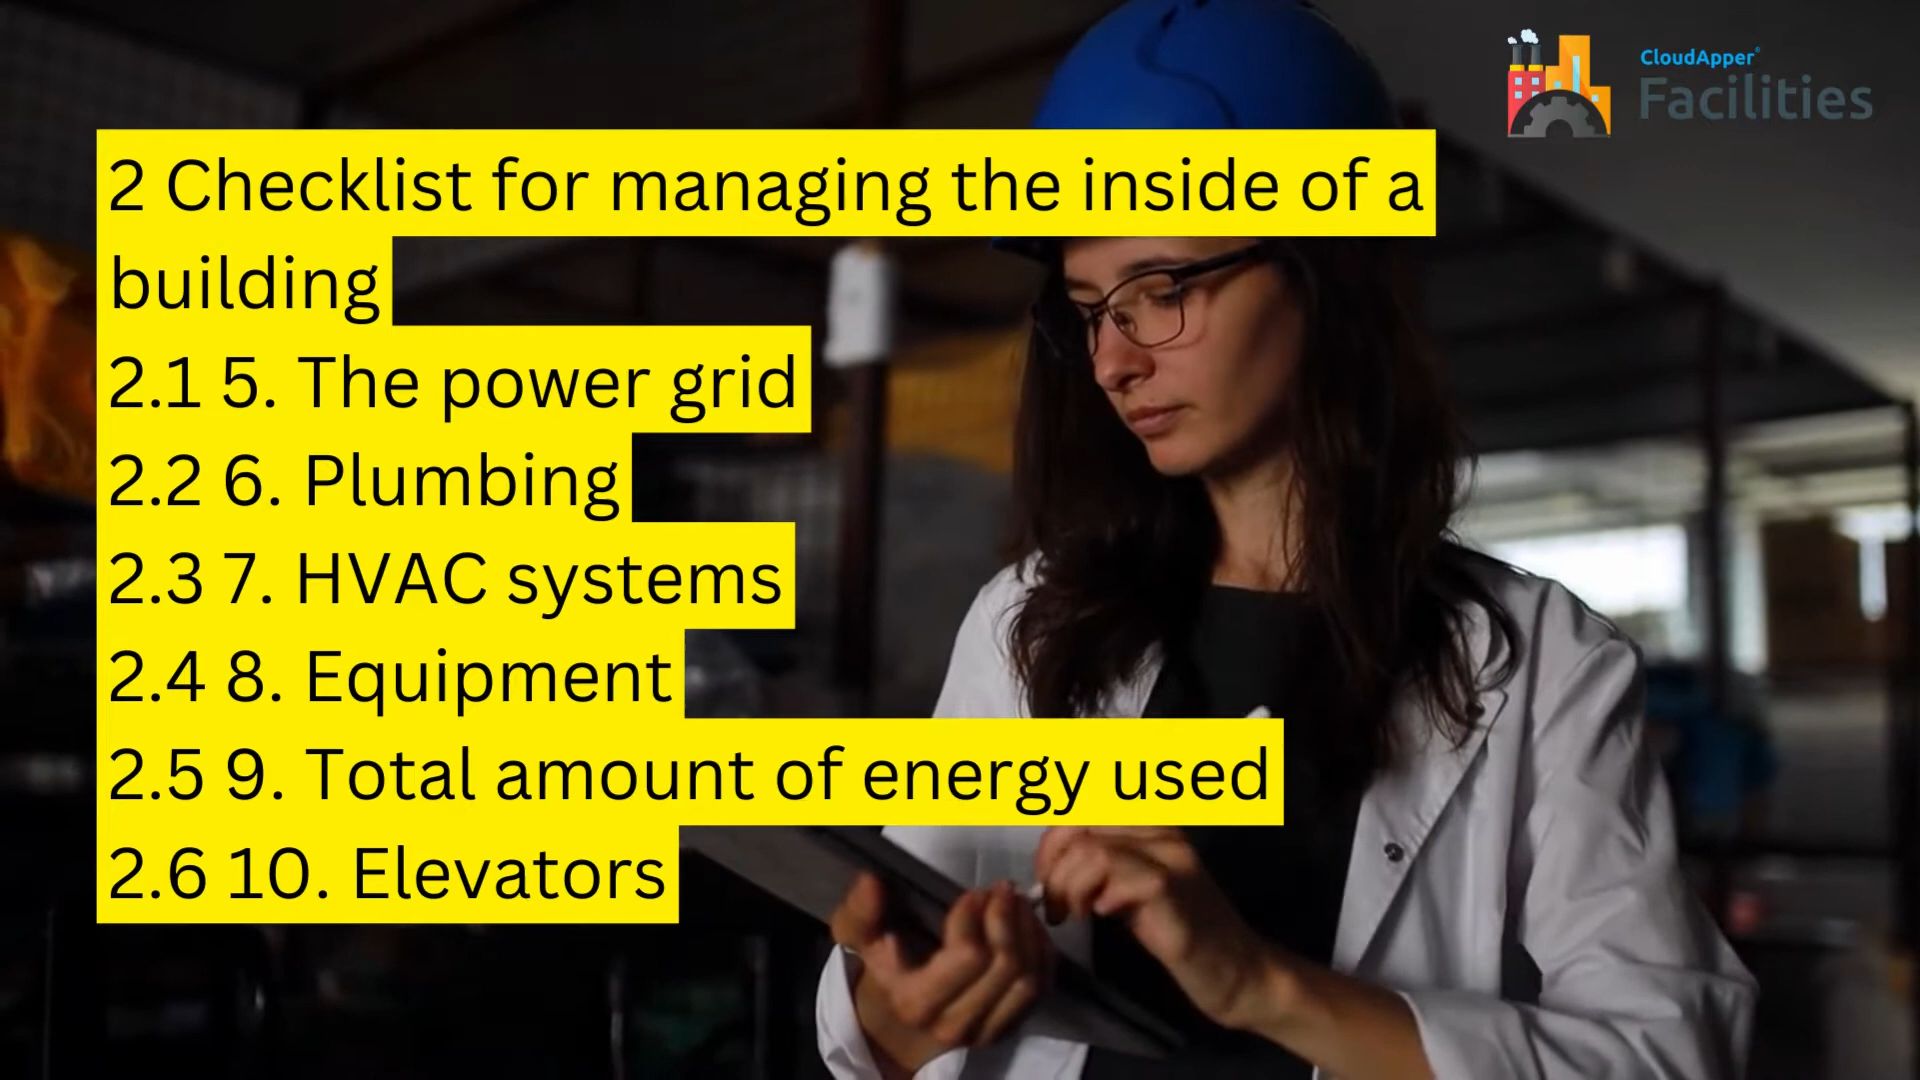 CloudApper®
Facilities
2 Checklist for managing the inside of a
building
2.1 5. The power grid
2.2 6. Plumbing
2.3 7. HVAC systems
2.4 8. Equipment
2.5 9. Total amount of energy used
2.6 10. Elevators